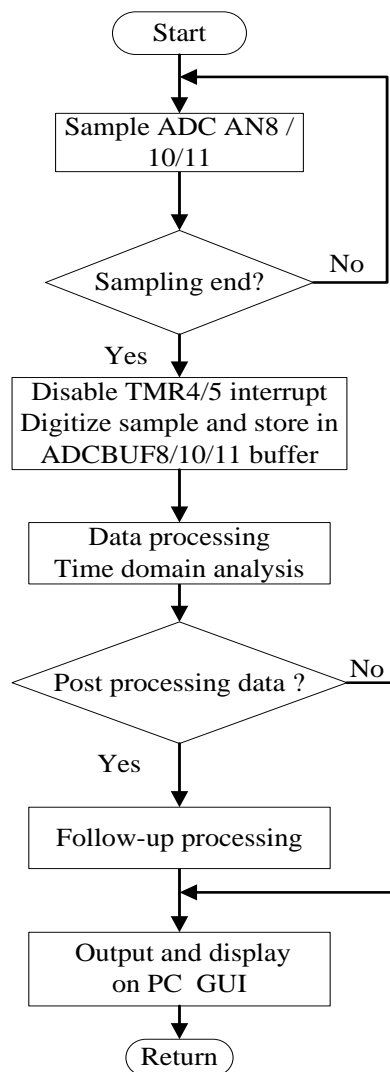 Start
Sample ADC AN8 /
10/11
Sampling end?
No
Yes
Disable TMR4/5 interrupt
Digitize sample and store in
ADCBUF8/10/11 buffer
Data processing
Time domain analysis
Post processing data ?
No
Yes
Follow-up processing
Output and display
on PC GUI
Return